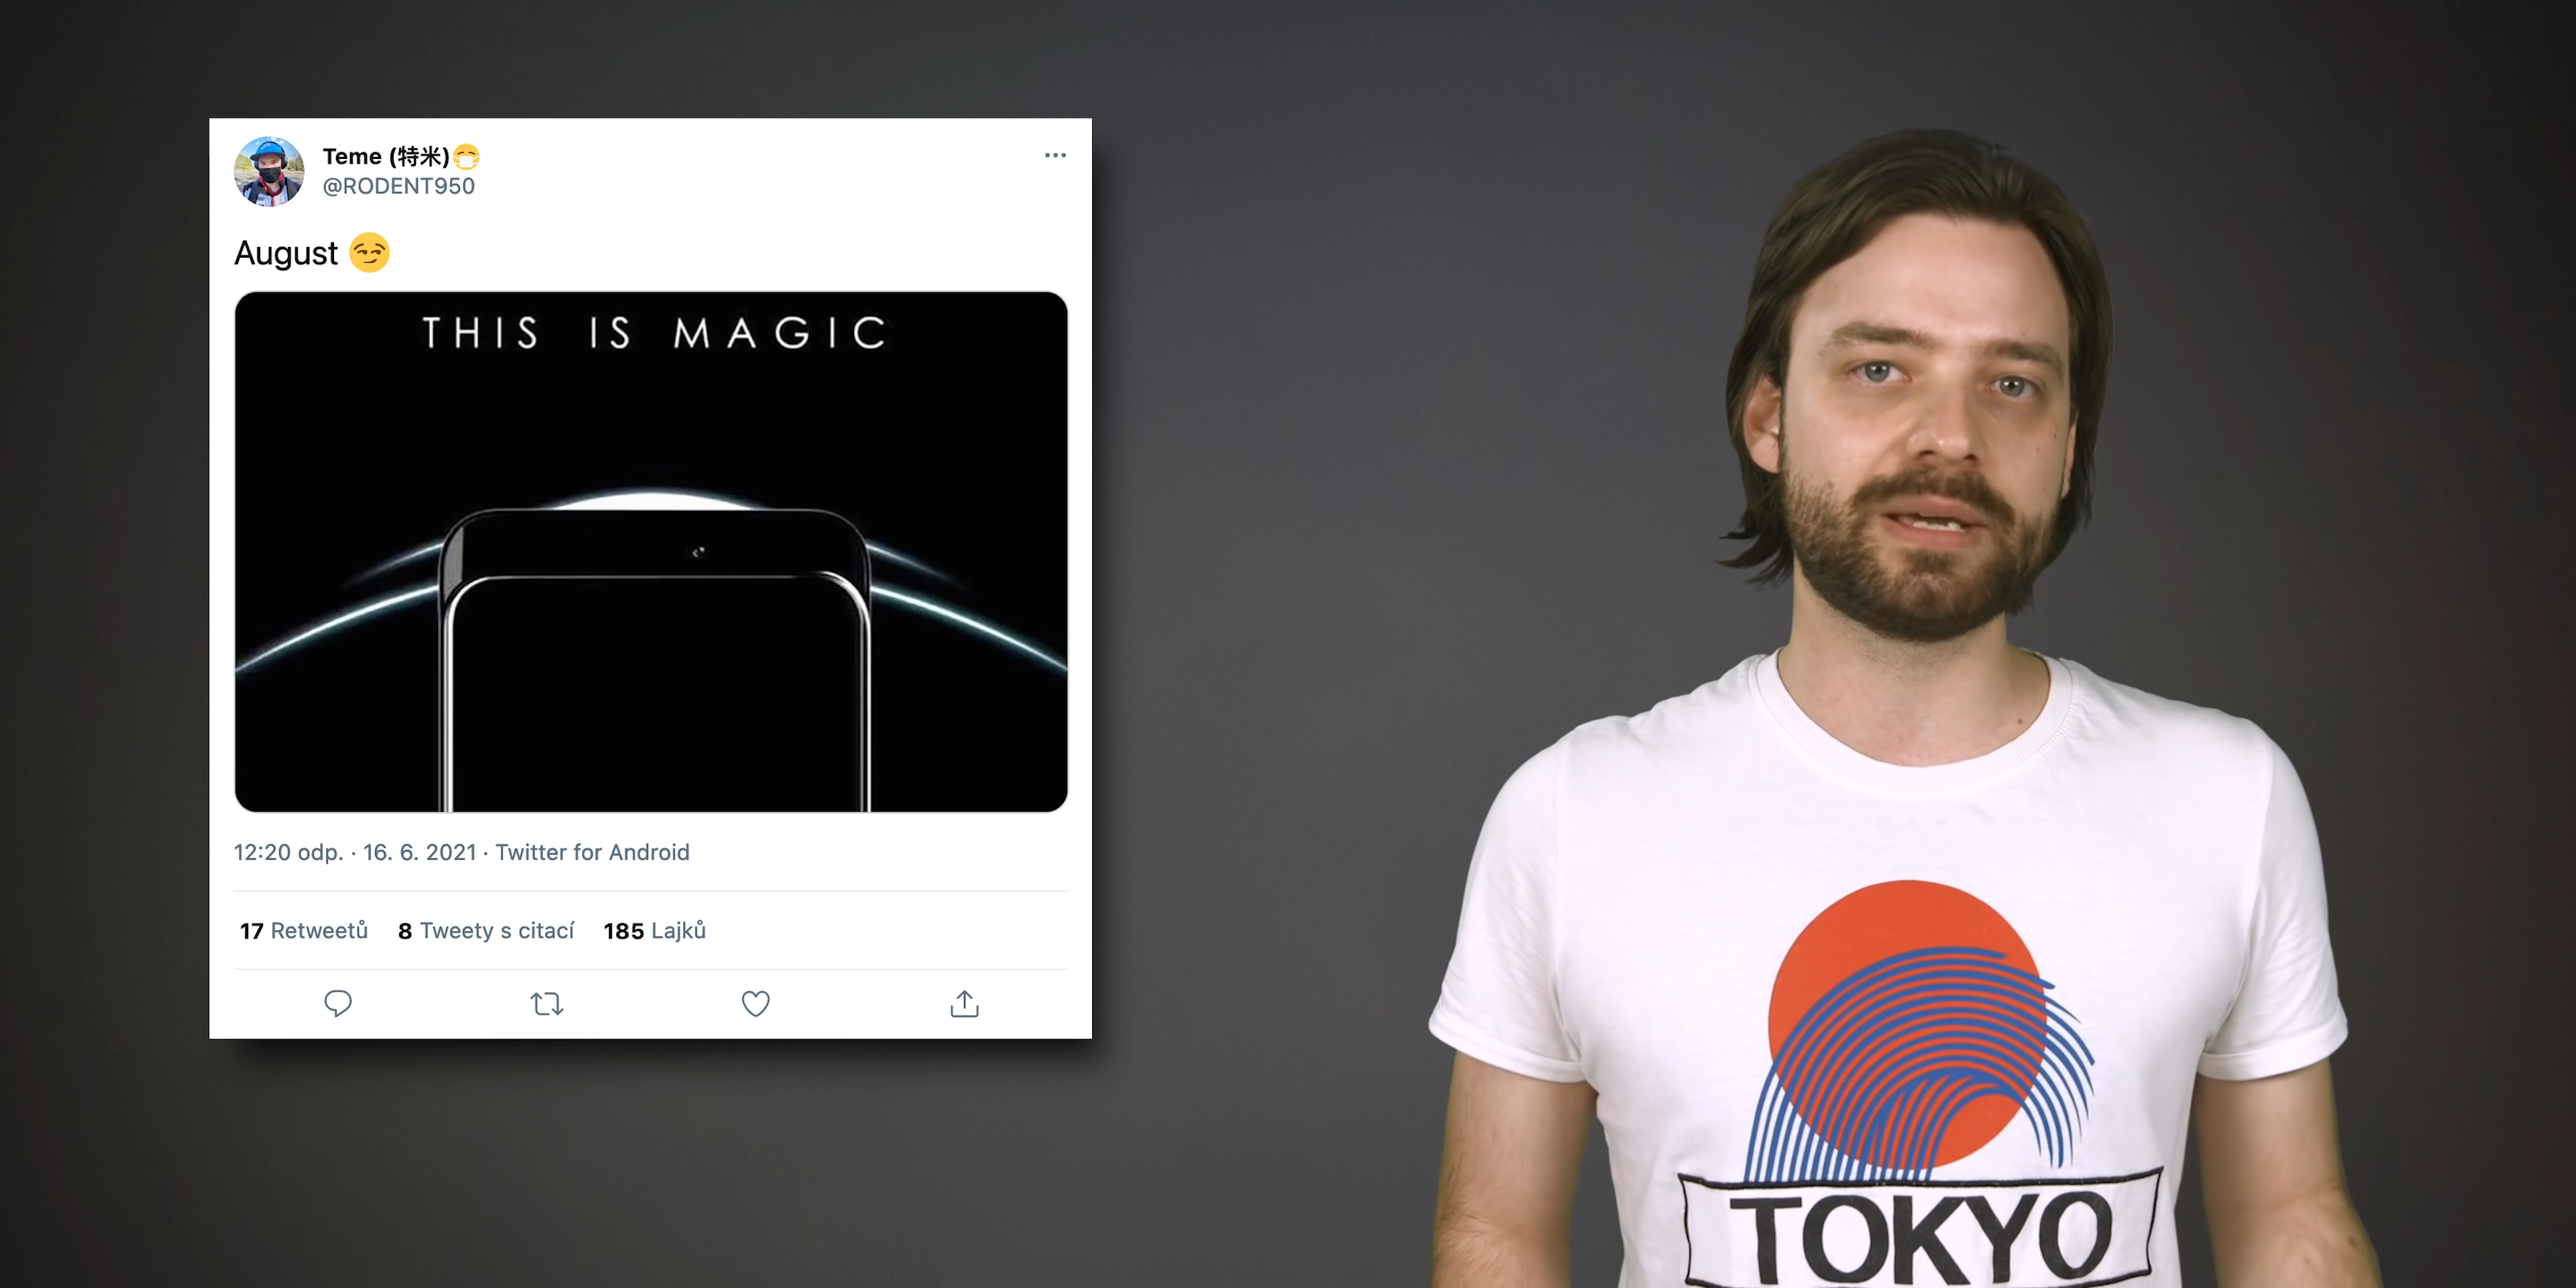 Teme (特米)😷
@RODENT950
August 😏
THIS IS MAGIC
12:20 odp. · 16. 6. 2021 · Twitter for Android
17 Retweetů 8 Tweety s citací 185 Lajků
TOKYO